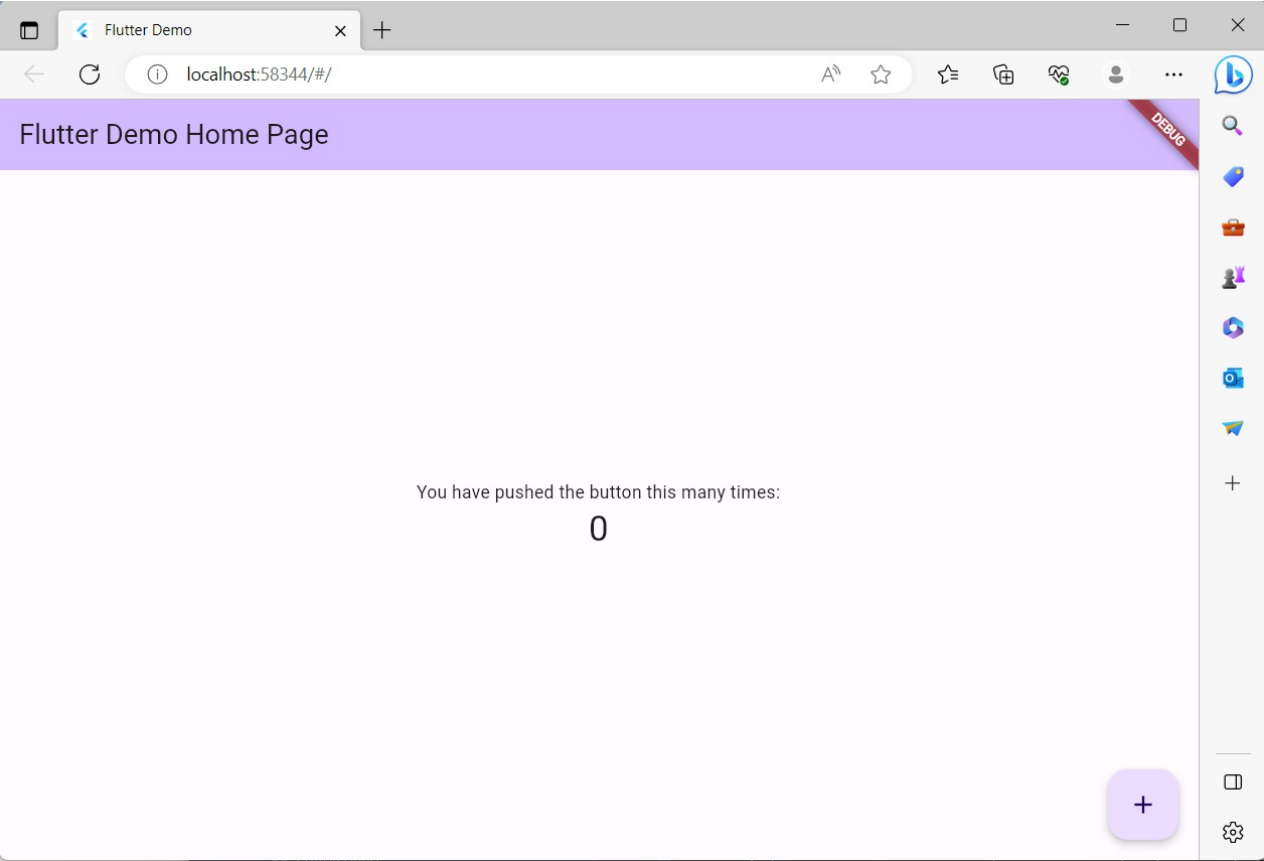 Flutter Demo
localhost:58344/#/
Flutter Demo Home Page
DEBUG
You have pushed the button this many times:
0